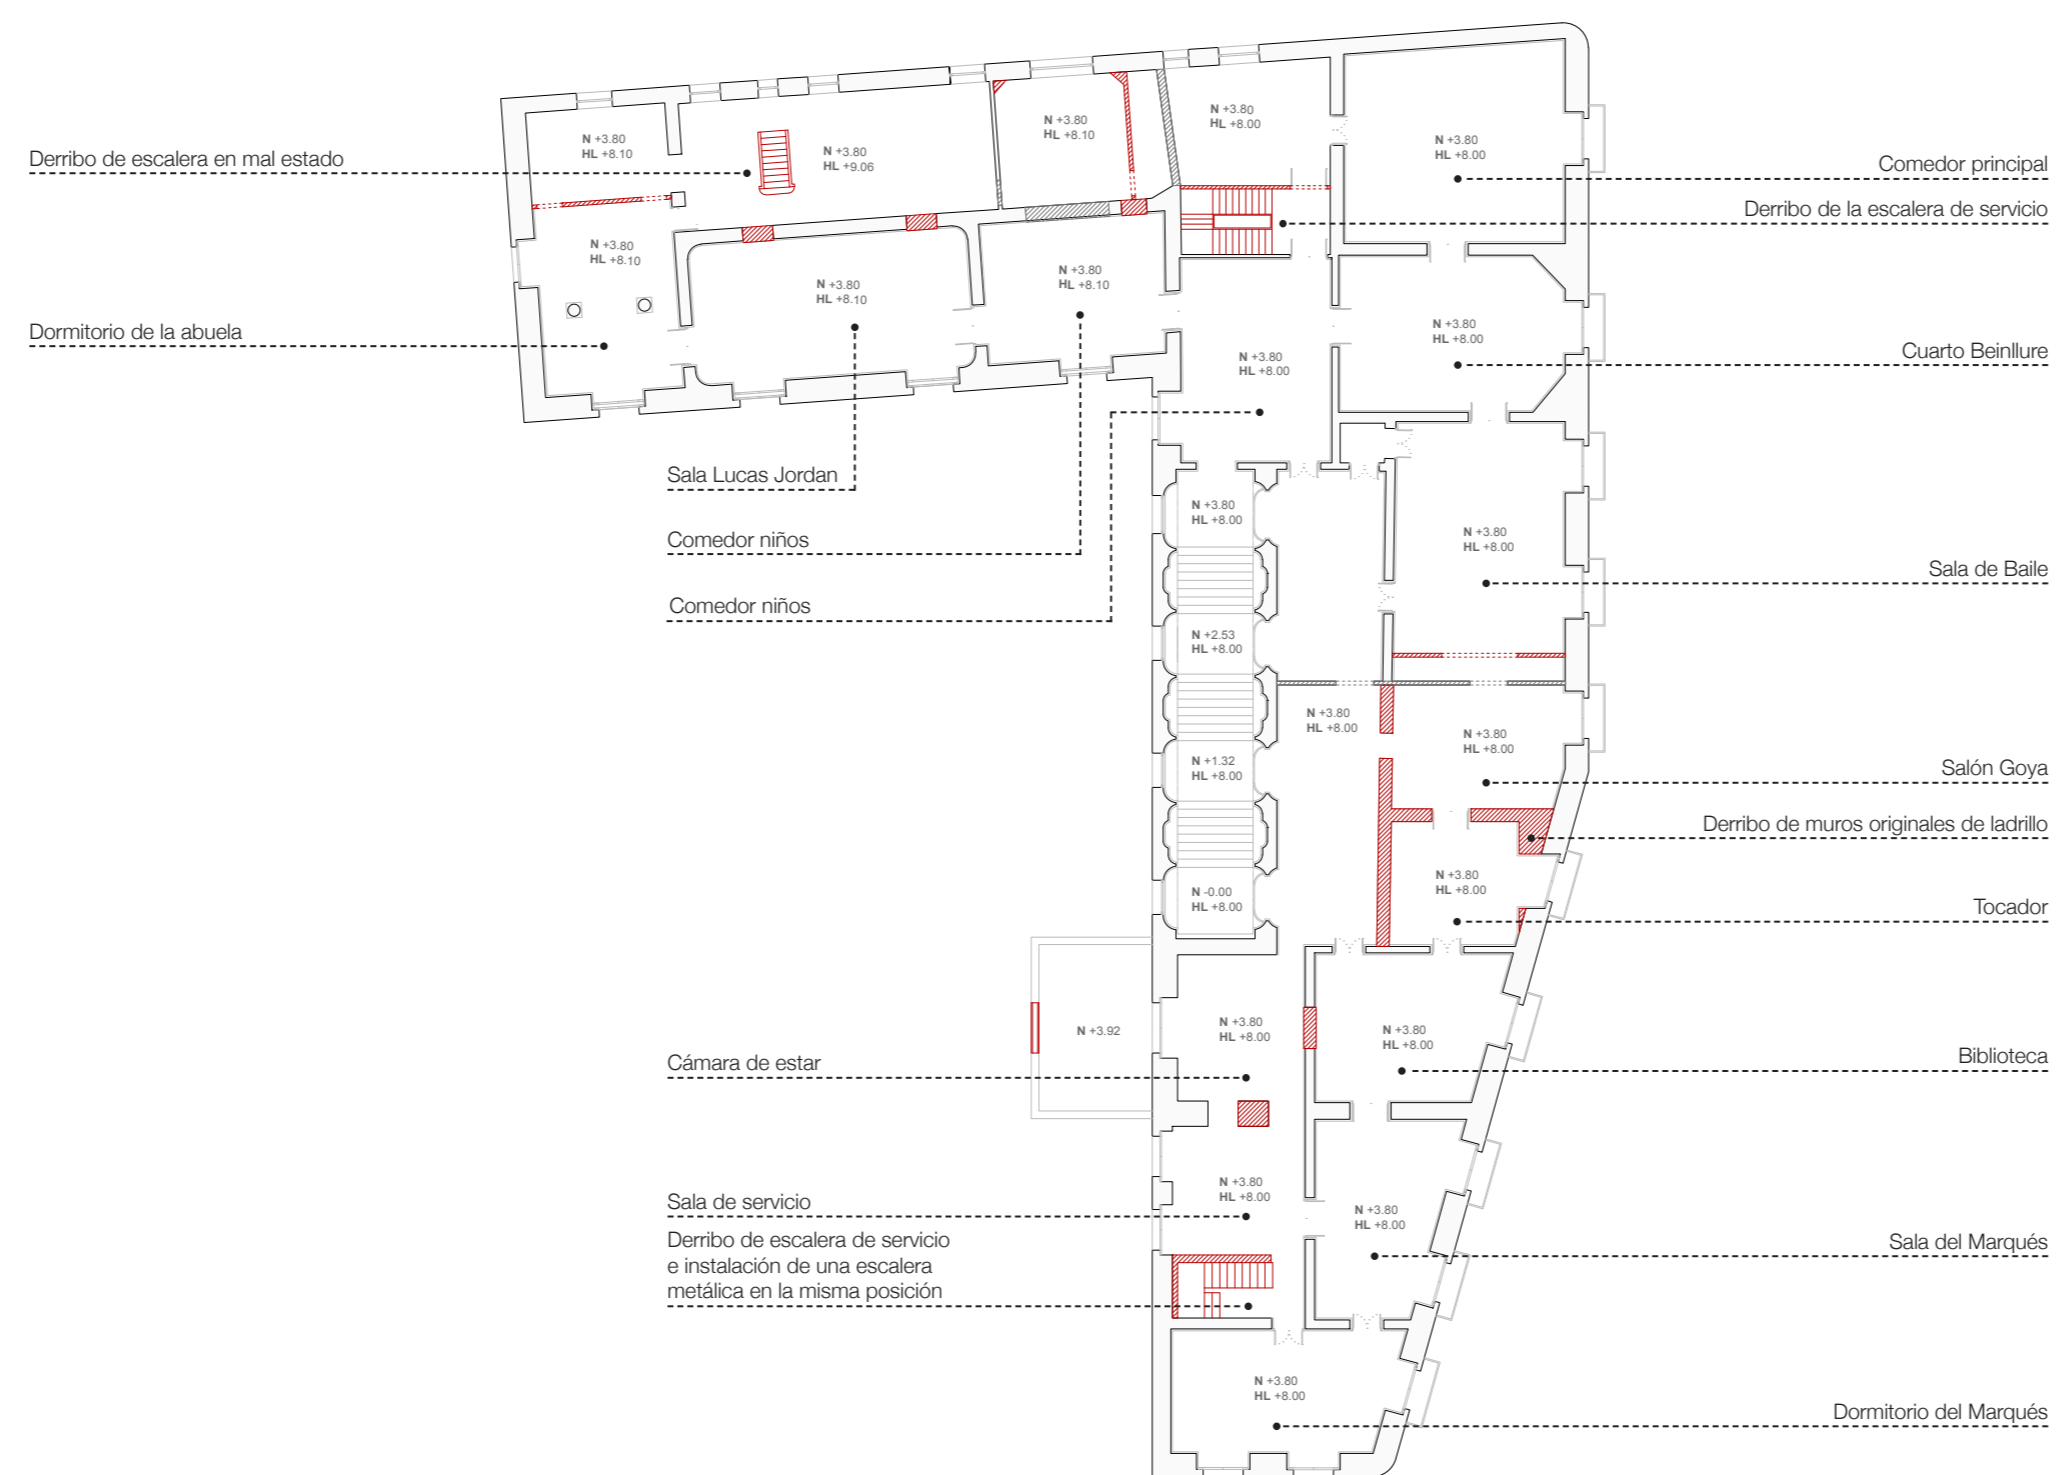 Derribo de escalera en mal estado
Dormitorio de la abuela
Sala Lucas Jordan
Comedor niños
Comedor niños
Cámara de estar
Sala de servicio
Derribo de escalera de servicio
e instalación de una escalera
metálica en la misma posición
N +3.80
HL +8.10
N +3.80
HL +9.06
N +3.80
HL +8.10
N +3.80
HL +8.00
N +3.80
HL +8.00
N +3.80
HL +8.10
N +3.80
HL +8.10
N +3.80
HL +8.10
N +3.80
HL +8.00
N +3.80
HL +8.00
N +3.80
HL +8.00
N +3.80
HL +8.00
N +2.53
HL +8.00
N +3.80
HL +8.00
N +3.80
HL +8.00
N +1.32
HL +8.00
N -0.00
HL +8.00
N +3.80
HL +8.00
N +3.92
N +3.80
HL +8.00
N +3.80
HL +8.00
N +3.80
HL +8.00
N +3.80
HL +8.00
N +3.80
HL +8.00
Comedor principal
Derribo de la escalera de servicio
Cuarto Beinllure
Sala de Baile
Salón Goya
Derribo de muros originales de ladrillo
Tocador
Biblioteca
Sala del Marqués
Dormitorio del Marqués